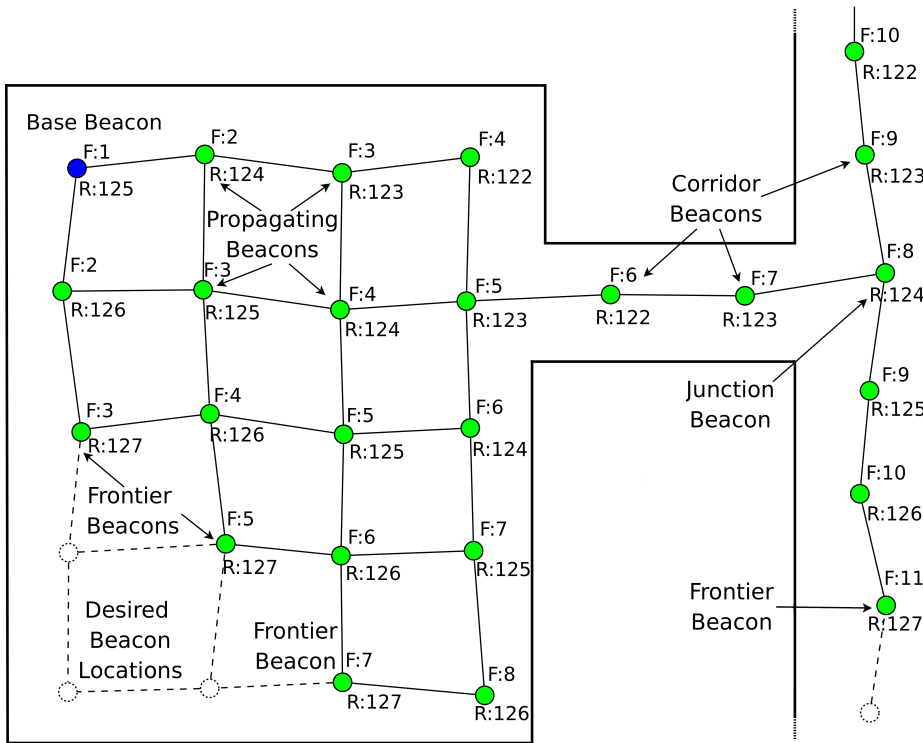 F:10
R:122
Base Beacon
F:1
R:125
F:2
R:124
F:3
R:123
F:4
R:122
F:9
R:123
Corridor
Beacons
Propagating
Beacons
F:2
R:126
F:3
R:125
F:4
R:124
F:5
R:123
F:6
R:122
F:7
R:123
F:8
R:124
Junction
Beacon
F:3
R:127
F:4
R:126
F:5
R:125
F:6
R:124
F:9
R:125
Frontier
Beacons
F:5
R:127
F:6
R:126
F:7
R:125
F:10
R:126
Desired
Beacon
Locations
Frontier
Beacon
F:7
R:127
F:8
R:126
Frontier
Beacon
F:11
R:127